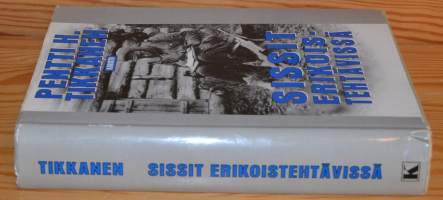 PENTTI H.
TIKKANEN
SISSIT
ERIKOIS-
TEHTÄVISSÄ
TIKKANEN SISSIT ERIKOISTEHTÄVISSÄ
K